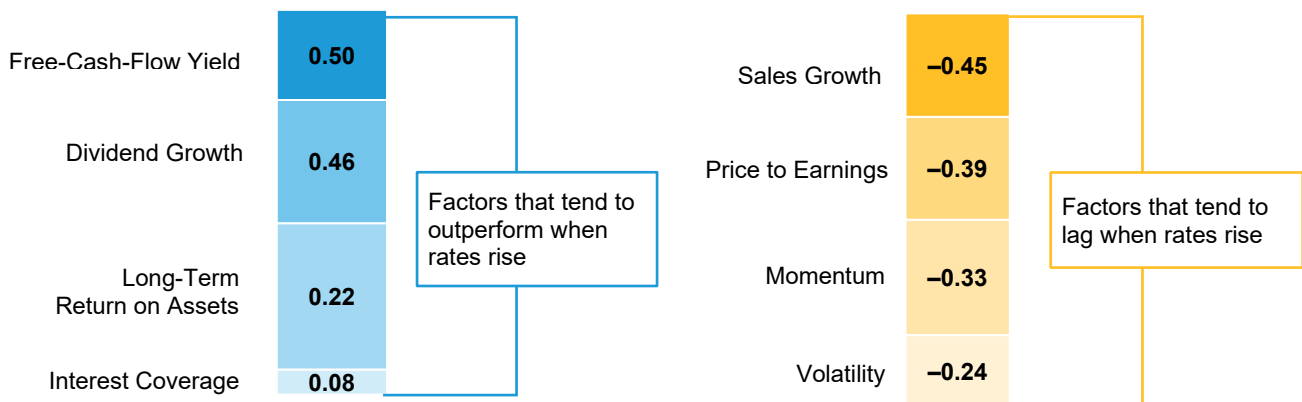 Free-Cash-Flow Yield
0.50
Dividend Growth
0.46
Long-Term
Return on Assets
0.22
Interest Coverage
0.08
Factors that tend to
outperform when
rates rise
Sales Growth
–0.45
Price to Earnings
–0.39
Momentum
–0.33
Volatility
–0.24
Factors that tend to
lag when rates rise